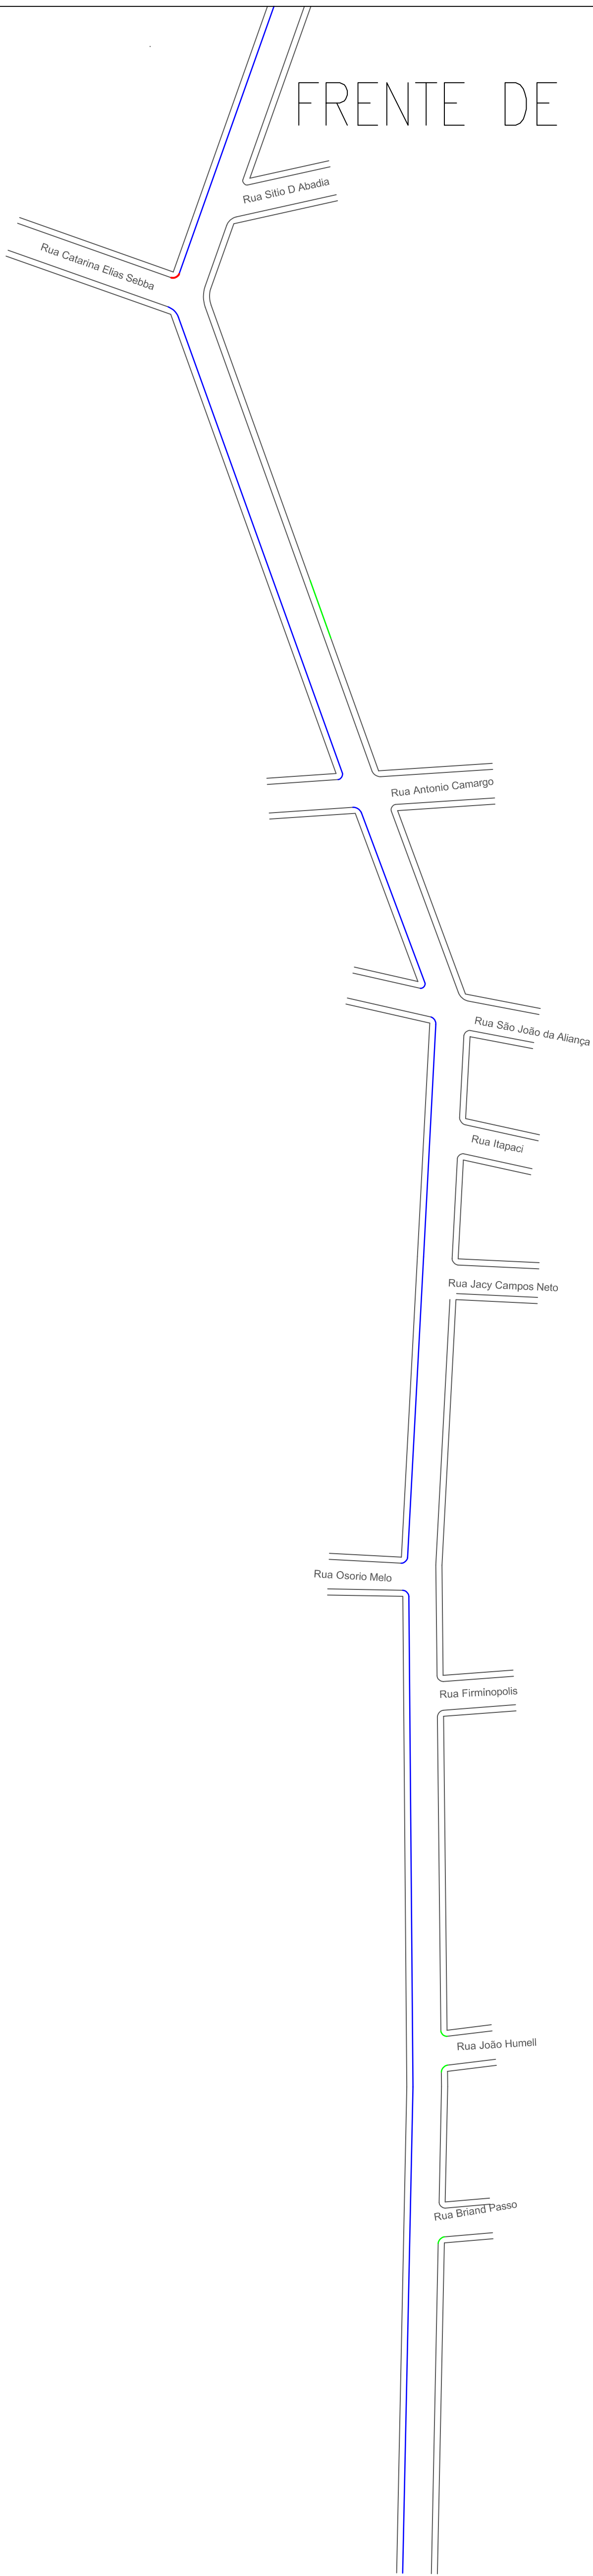 FRENTE DE
Rua Sitio D Abadia
Rua Catarina Elias Sebba
Rua Antonio Camargo
Rua São João da Aliança
Rua Itapaci
Rua Jacy Campos Neto
Rua Osorio Melo
Rua Firminopolis
Rua João Humell
Rua Briand Passo